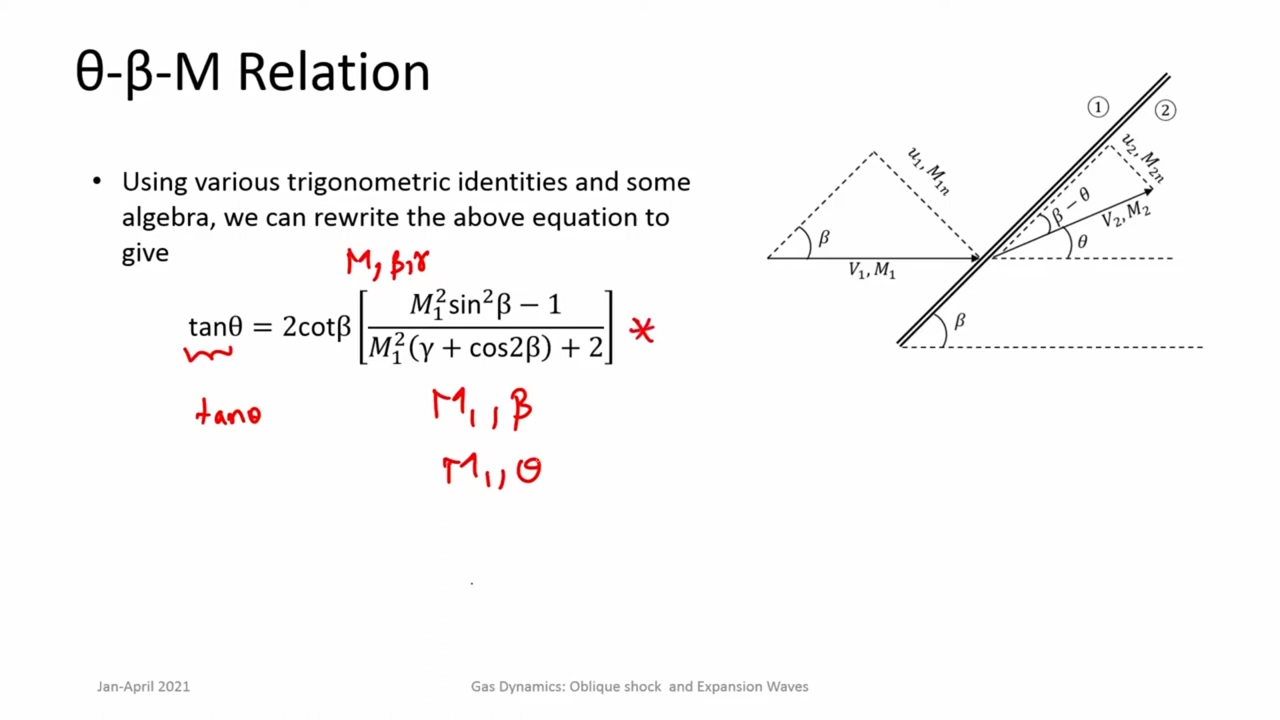 θ-β-M Relation
• Using various trigonometric identities and some
algebra, we can rewrite the above equation to
give
M, β, γ
tanθ = 2cotβ [ (M₁²sin²β − 1) / (M₁²(γ + cos2β) + 2) ] *
tanθ
M₁, β
M₁, θ
① ②
u₁, M₁ₙ
u₂, M₂ₙ
β
β − θ
V₂, M₂
θ
V₁, M₁
β
Jan-April 2021
Gas Dynamics: Oblique shock and Expansion Waves